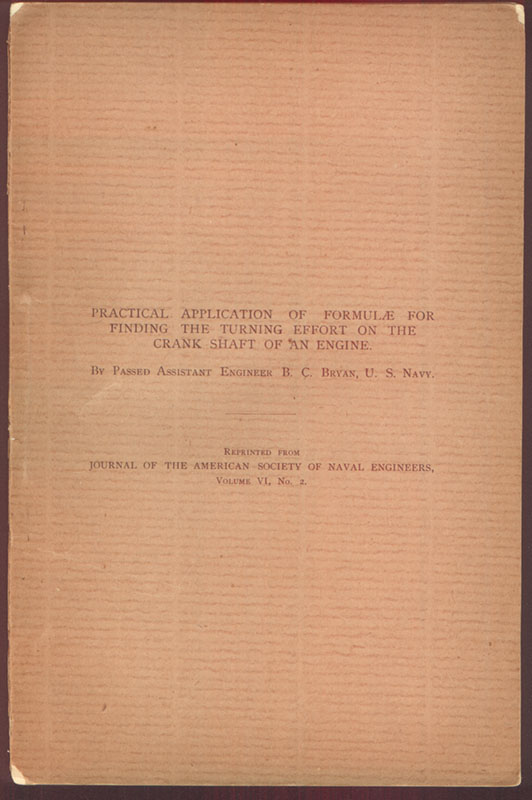 PRACTICAL APPLICATION OF FORMULÆ FOR
FINDING THE TURNING EFFORT ON THE
CRANK SHAFT OF AN ENGINE.
By Passed Assistant Engineer B. C. Bryan, U. S. Navy.
Reprinted from
JOURNAL OF THE AMERICAN SOCIETY OF NAVAL ENGINEERS,
Volume VI, No. 2.